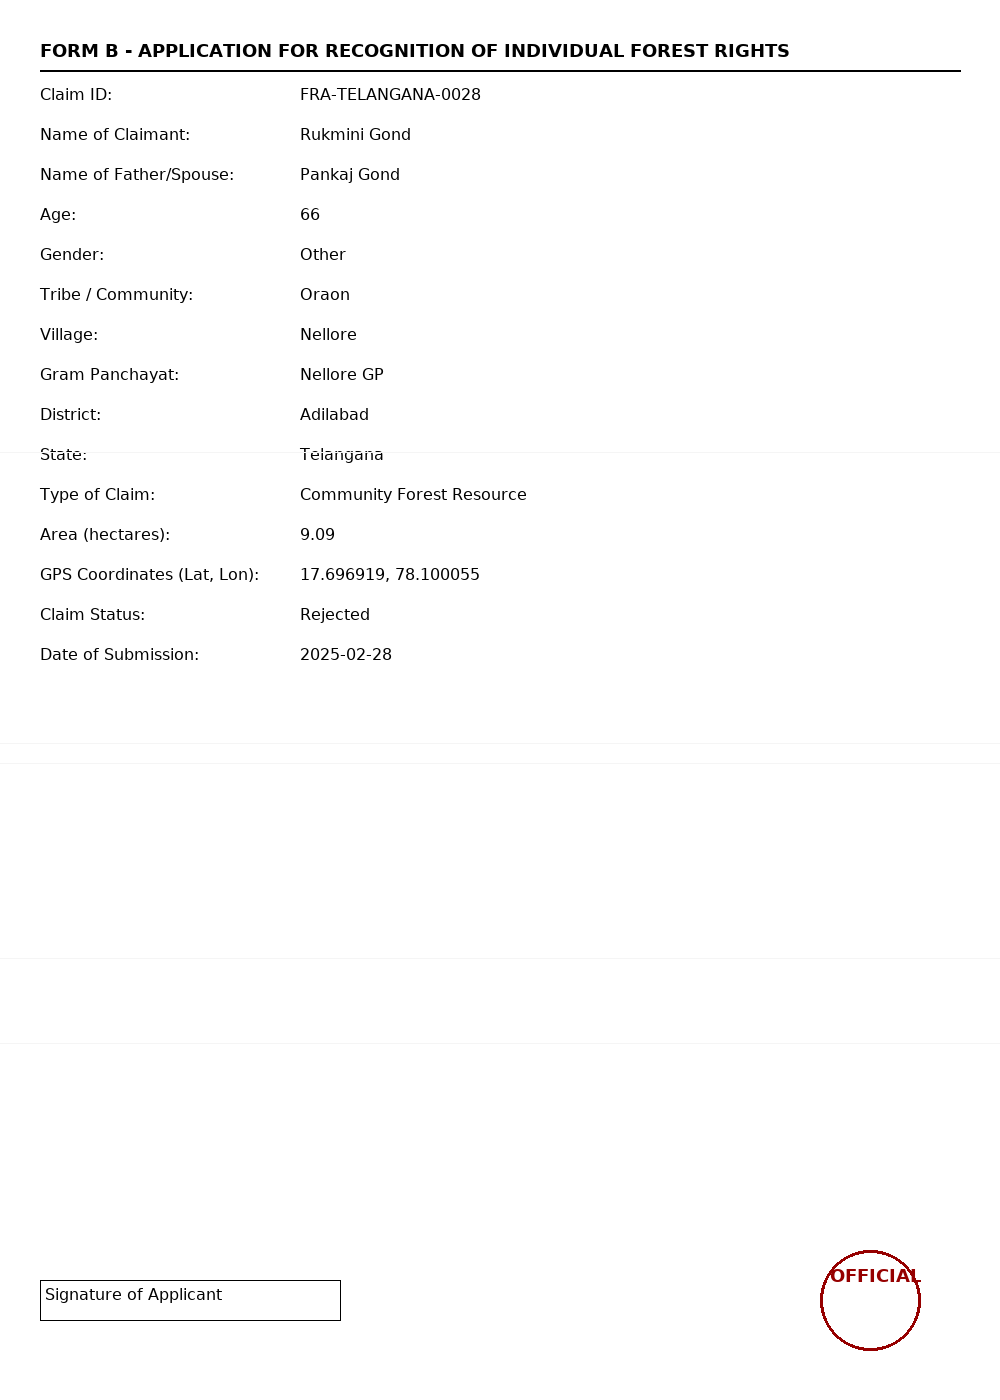 FORM B - APPLICATION FOR RECOGNITION OF INDIVIDUAL FOREST RIGHTS
Claim ID: FRA-TELANGANA-0028
Name of Claimant: Rukmini Gond
Name of Father/Spouse: Pankaj Gond
Age: 66
Gender: Other
Tribe / Community: Oraon
Village: Nellore
Gram Panchayat: Nellore GP
District: Adilabad
State: Telangana
Type of Claim: Community Forest Resource
Area (hectares): 9.09
GPS Coordinates (Lat, Lon): 17.696919, 78.100055
Claim Status: Rejected
Date of Submission: 2025-02-28
Signature of Applicant
OFFICIAL